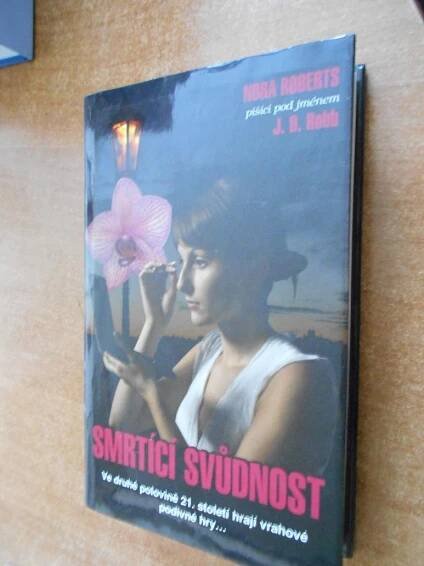 NORA ROBERTS
píšící pod jménem
J. D. Robb
SMRTÍCÍ SVŮDNOST
Ve druhé polovině 21. století hrají vrahové
podivné hry...